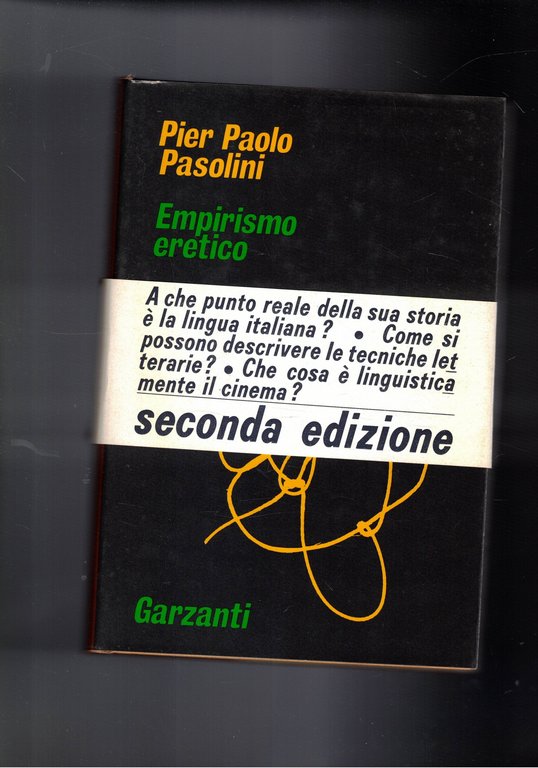 Pier Paolo
Pasolini
Empirismo
eretico
A che punto reale della sua storia
è la lingua italiana? • Come si
possono descrivere le tecniche let
terarie? • Che cosa è linguistica
mente il cinema?
seconda edizione
Garzanti